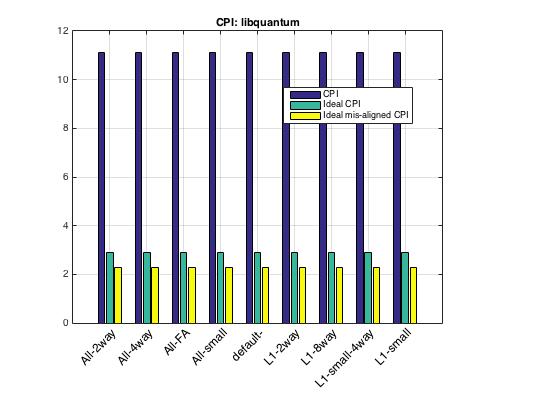 CPI: libquantum
12
10
8
6
4
2
0
CPI
Ideal CPI
Ideal mis-aligned CPI
All-2way
All-4way
All-FA
All-small
default-
L1-2way
L1-8way
L1-small-4way
L1-small